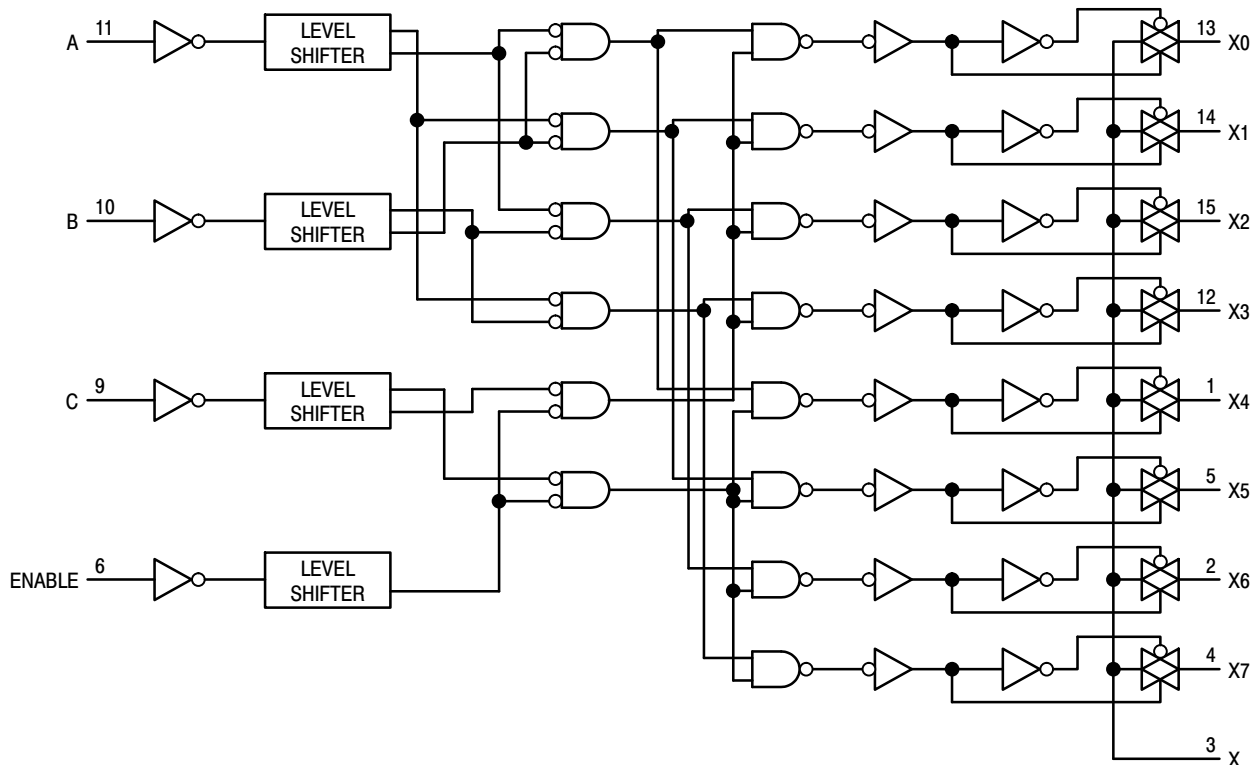 A
11
LEVEL
SHIFTER
13
X0
14
X1
B
10
LEVEL
SHIFTER
15
X2
12
X3
C
9
LEVEL
SHIFTER
1
X4
5
X5
ENABLE
6
LEVEL
SHIFTER
2
X6
4
X7
3
X